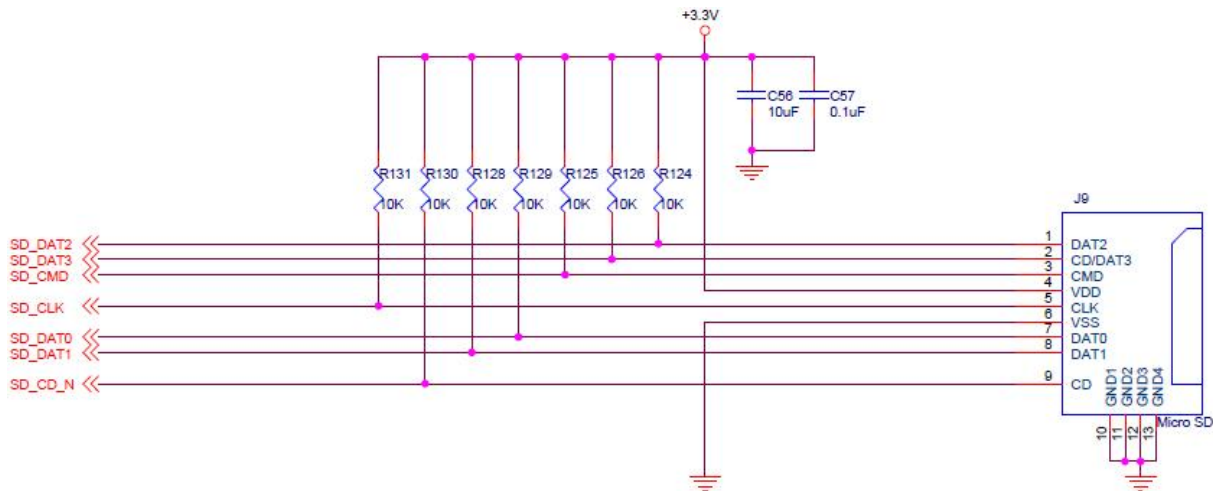 +3.3V
C56
10uF
C57
0.1uF
R131
10K
R130
10K
R128
10K
R129
10K
R125
10K
R126
10K
R124
10K
J9
SD_DAT2
1
DAT2
SD_DAT3
2
CD/DAT3
SD_CMD
3
CMD
4
VDD
SD_CLK
5
CLK
6
VSS
SD_DAT0
7
DAT0
SD_DAT1
8
DAT1
SD_CD_N
9
CD
GND1
GND2
GND3
GND4
10
11
12
13
Micro SD